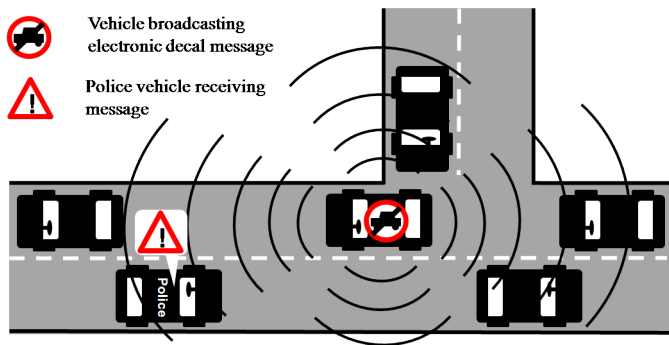 Vehicle broadcasting
electronic decal message
!
Police vehicle receiving
message
!
Police